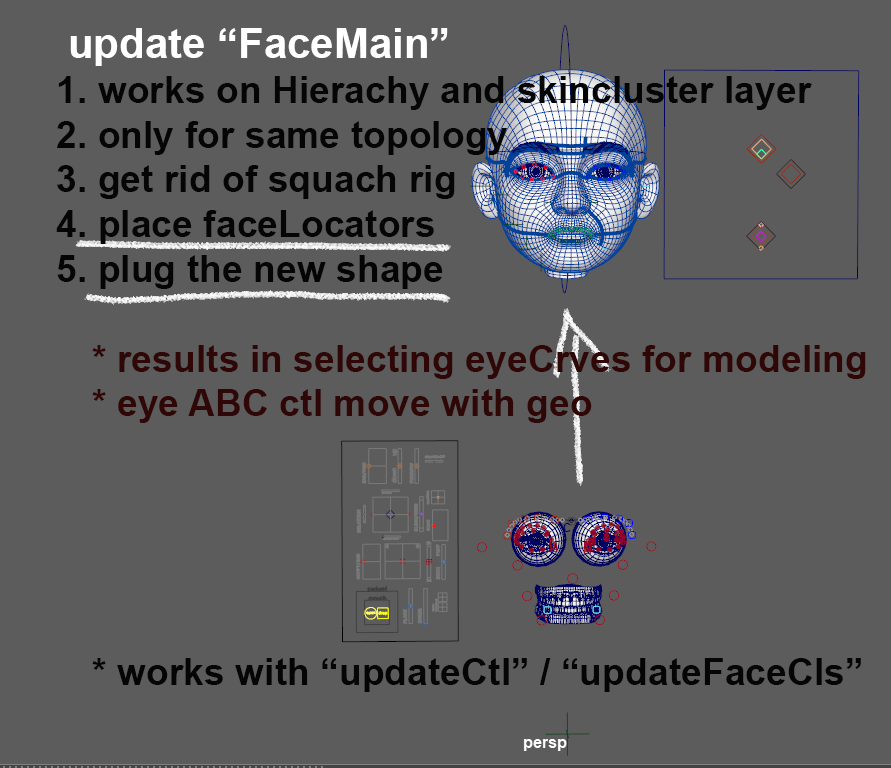 update “FaceMain”
1. works on Hierachy and skincluster layer
2. only for same topology
3. get rid of squach rig
4. place faceLocators
5. plug the new shape
* results in selecting eyeCrves for modeling
* eye ABC ctl move with geo
* works with “updateCtl” / “updateFaceCls”
persp